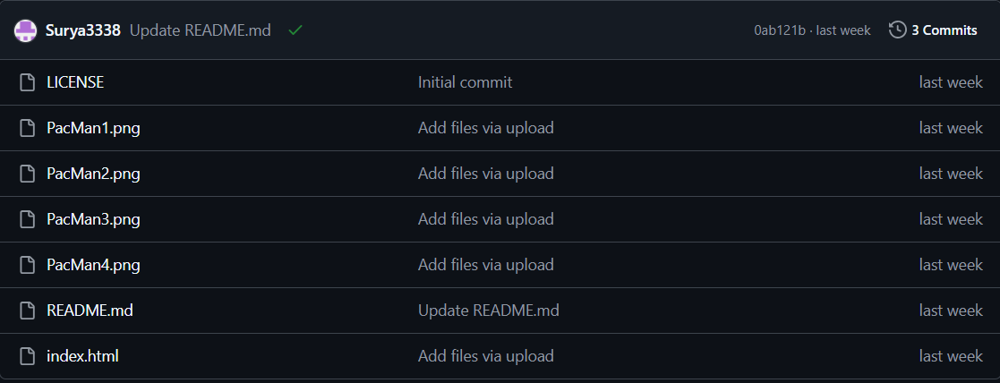 Surya3338 Update README.md 0ab121b · last week 3 Commits
LICENSE Initial commit last week
PacMan1.png Add files via upload last week
PacMan2.png Add files via upload last week
PacMan3.png Add files via upload last week
PacMan4.png Add files via upload last week
README.md Update README.md last week
index.html Add files via upload last week